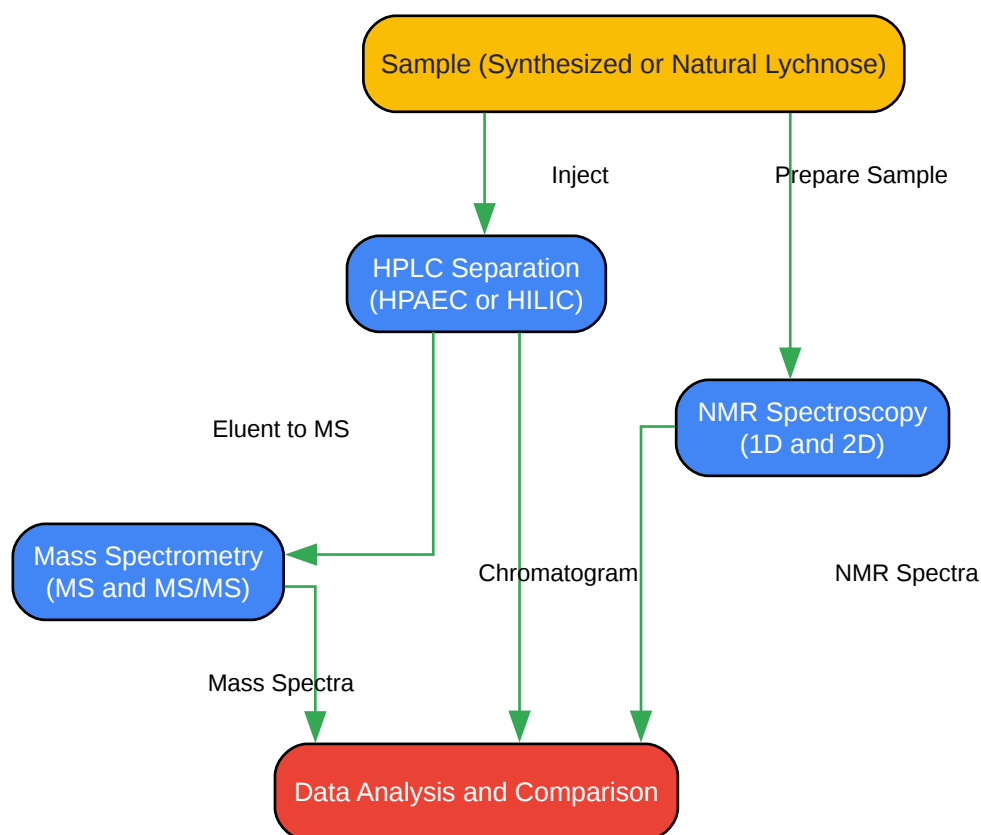 Sample (Synthesized or Natural Lychnose)
Inject
Prepare Sample
HPLC Separation
(HPAEC or HILIC)
NMR Spectroscopy
(1D and 2D)
Eluent to MS
Mass Spectrometry
(MS and MS/MS)
Chromatogram
NMR Spectra
Mass Spectra
Data Analysis and Comparison